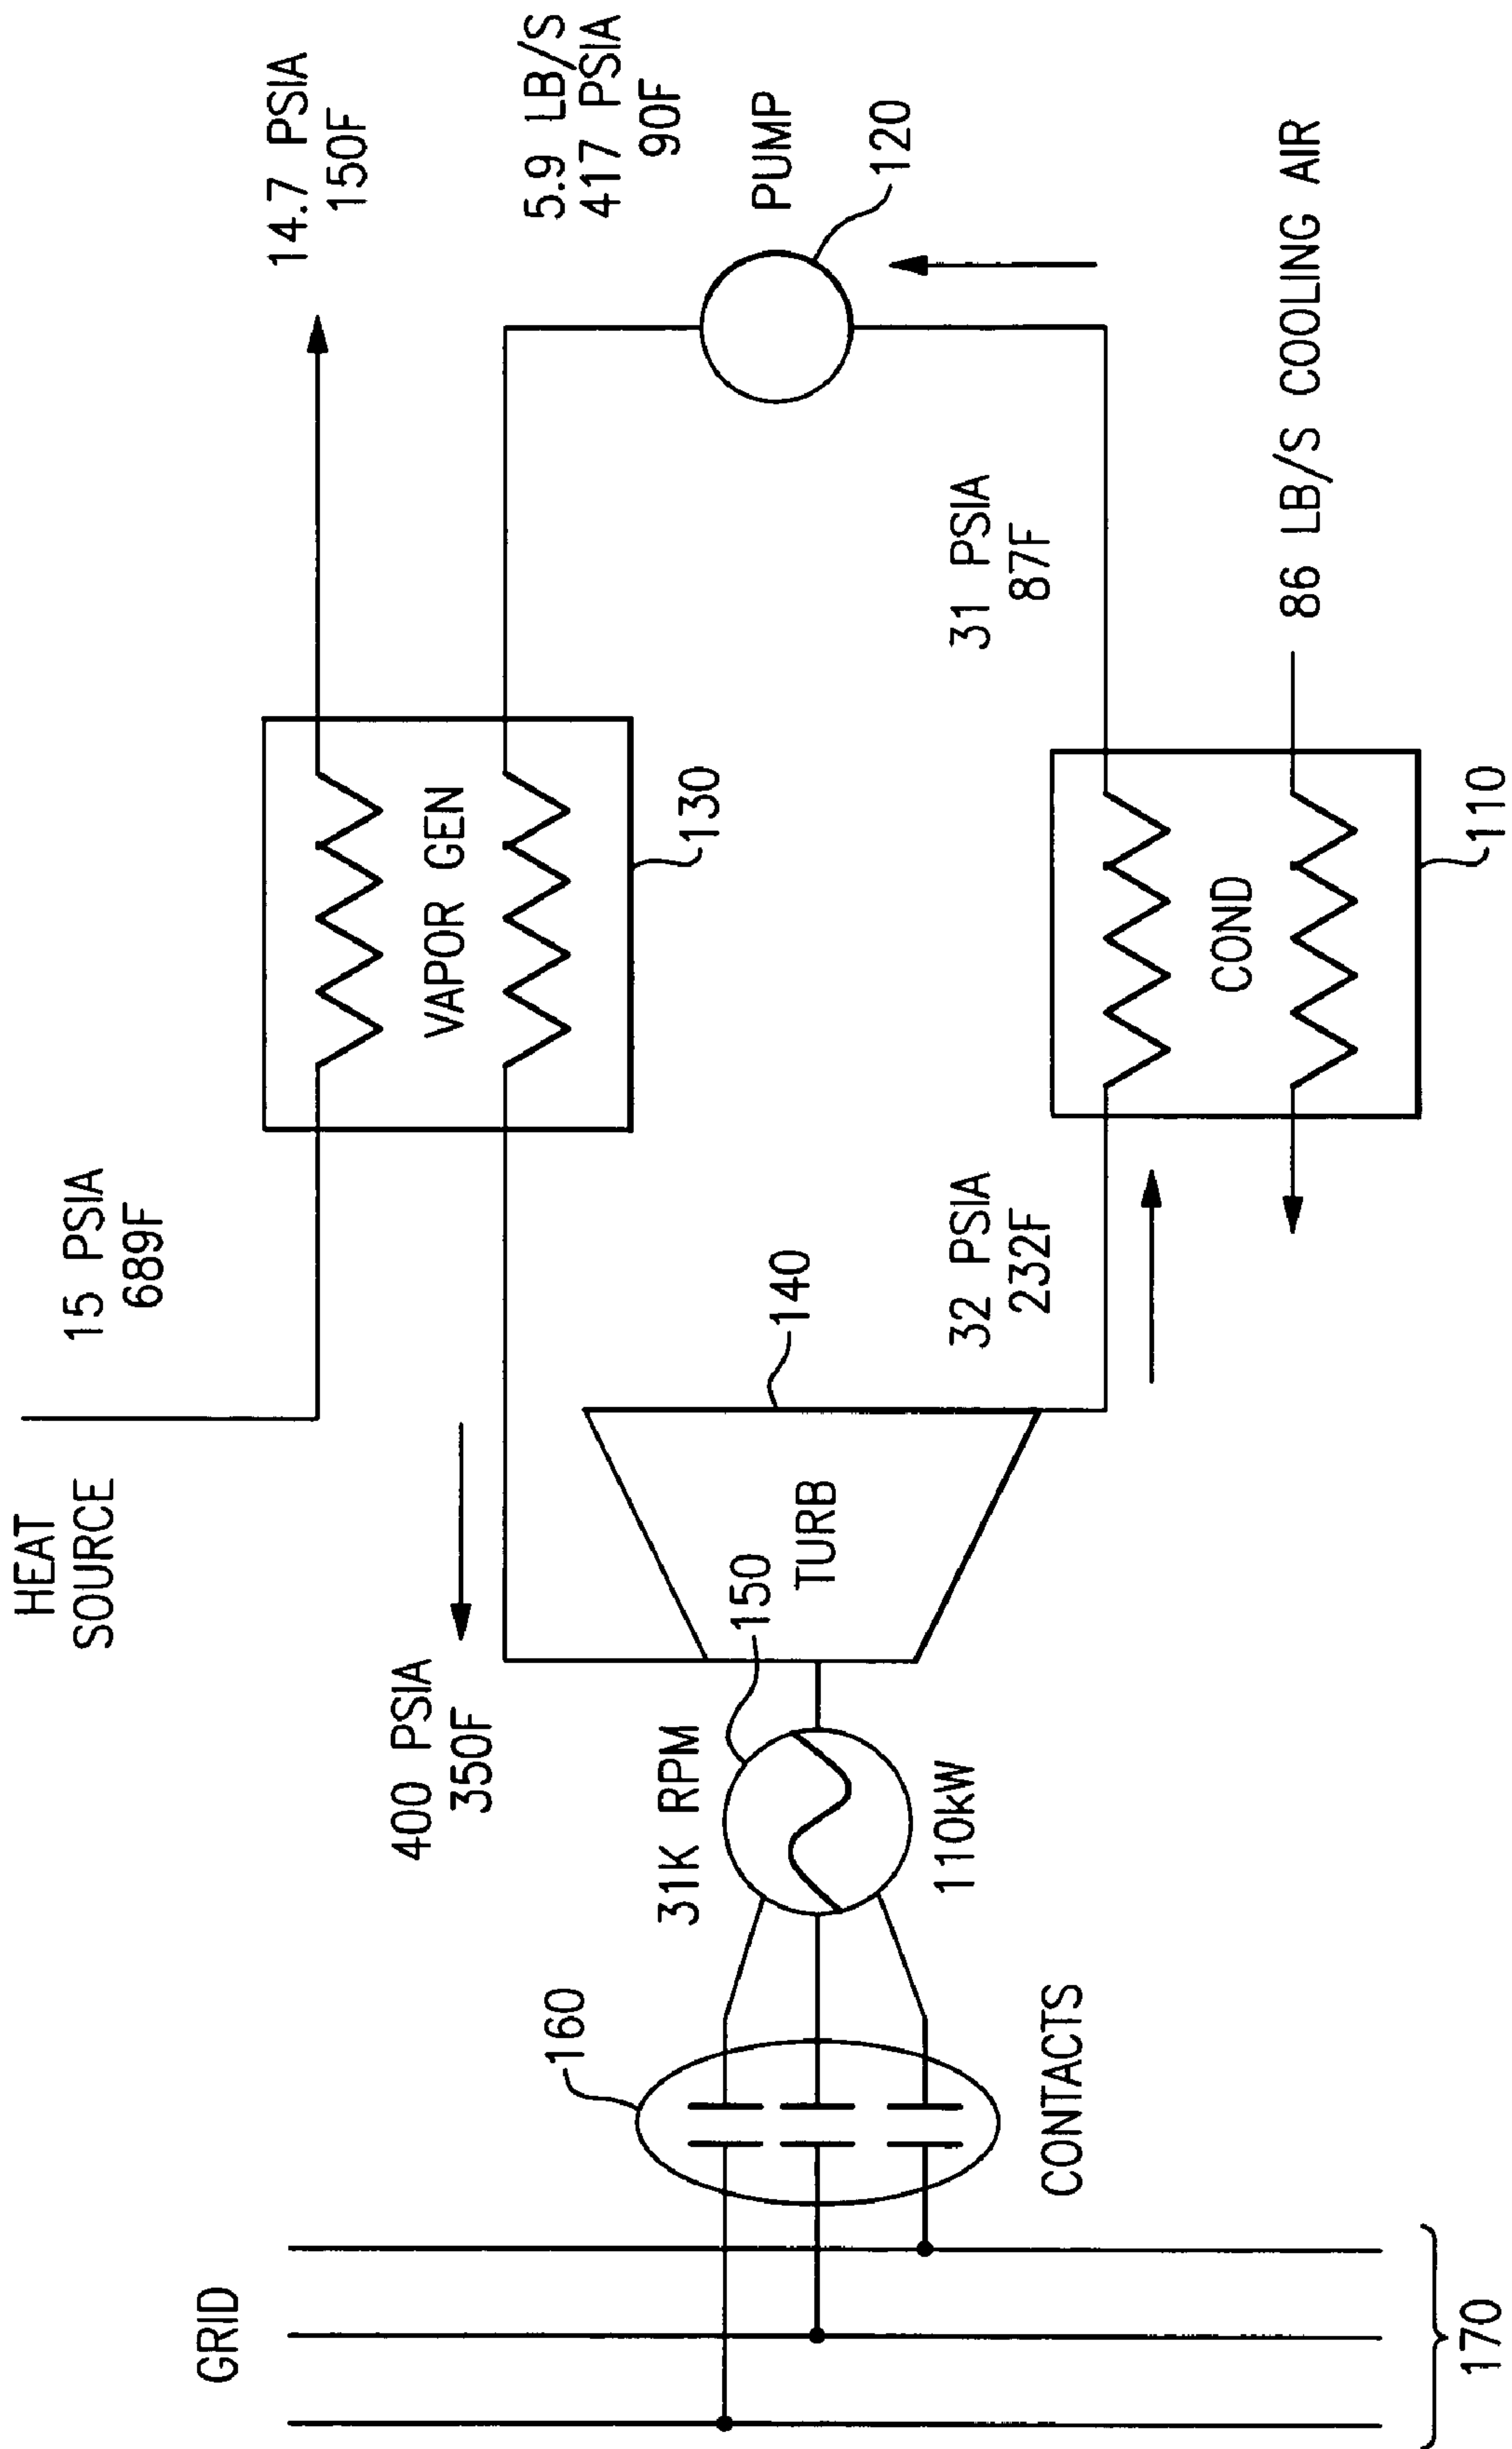 HEAT
SOURCE
15 PSIA
689F
14.7 PSIA
150F
VAPOR GEN
130
5.9 LB/S
417 PSIA
90F
PUMP
120
400 PSIA
350F
GRID
160
31K RPM
150
TURB
140
110kW
CONTACTS
32 PSIA
232F
31 PSIA
87F
COND
110
86 LB/S COOLING AIR
170